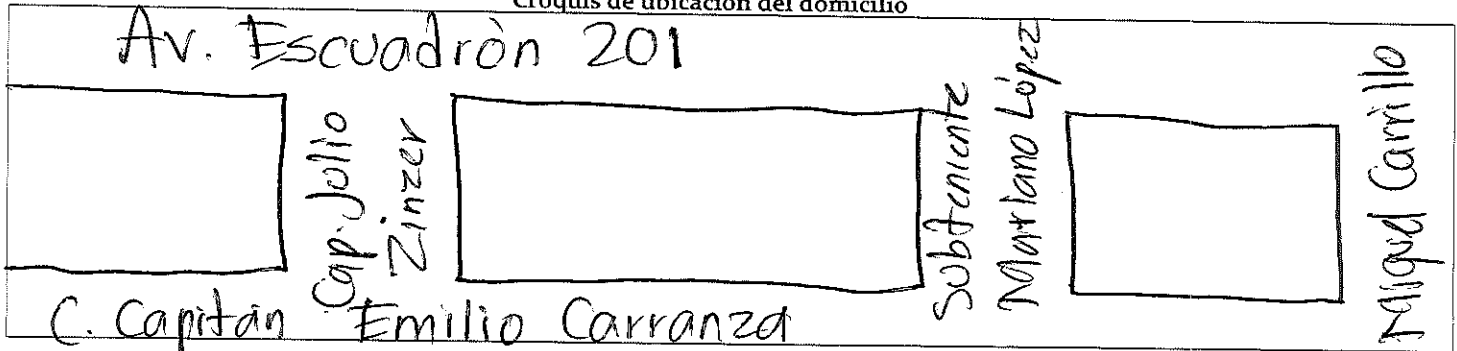 Croquis de ubicación del domicilio
Av. Escuadròn 201
Cap. Julio
Zinzer
Subteniente
Mariano López
Miguel Carrillo
C. Capitán Emilio Carranza